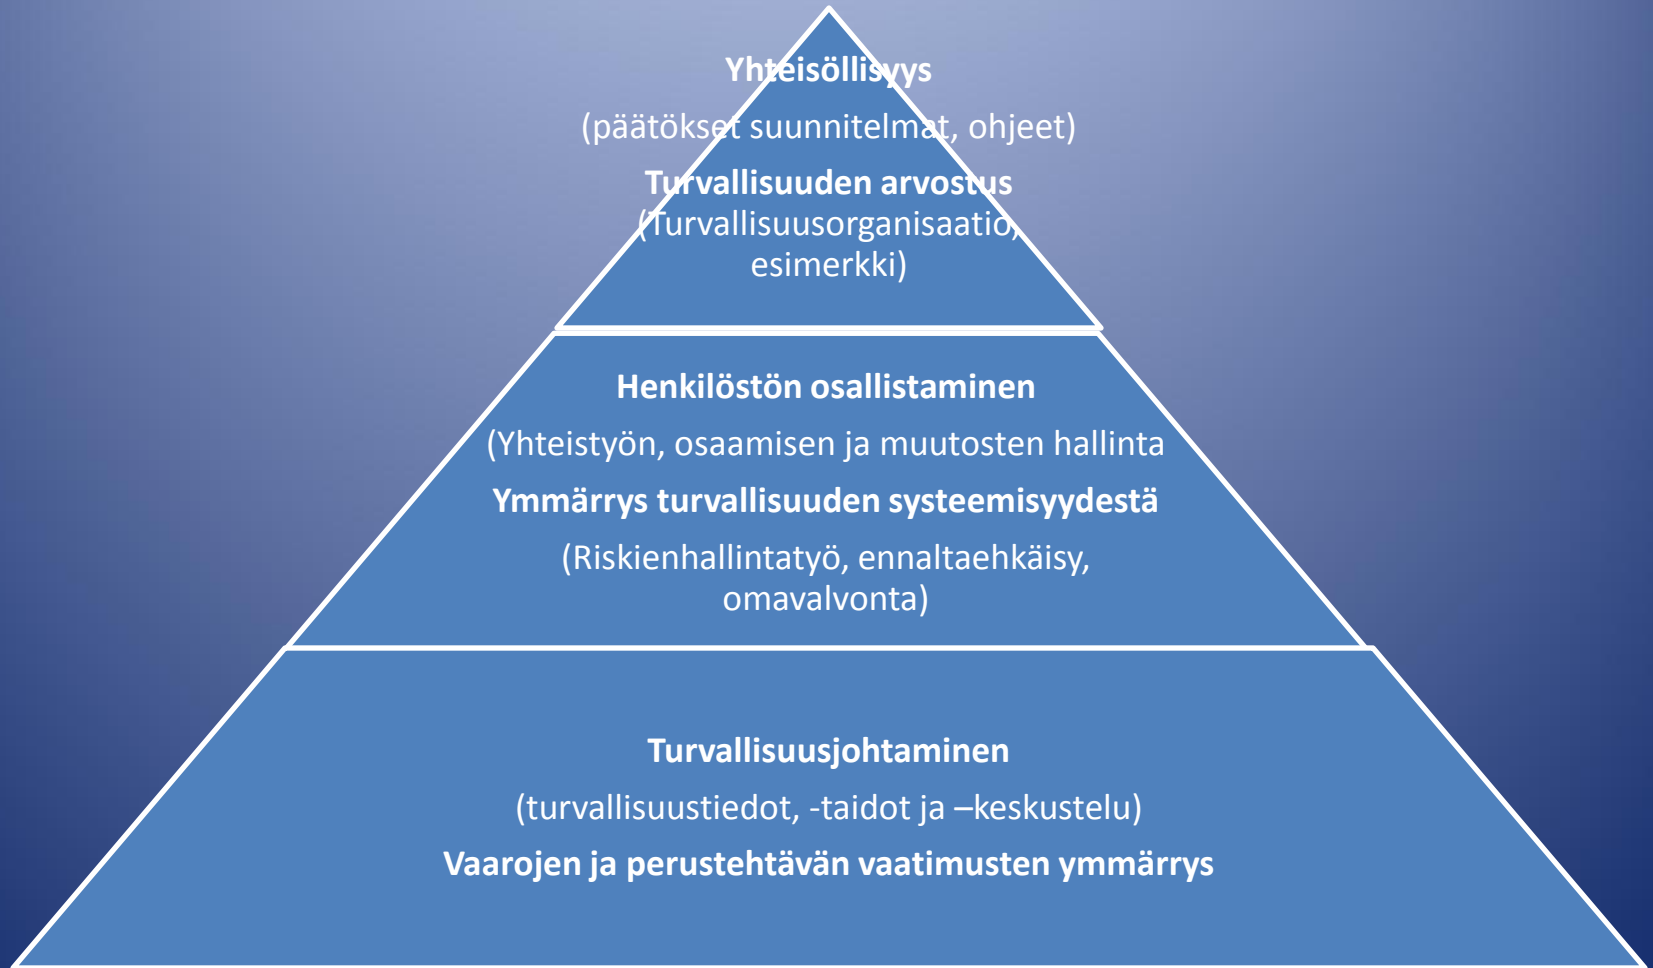 Yhteisöllisyys
(päätökset suunnitelmat, ohjeet)
Turvallisuuden arvostus
(Turvallisuusorganisaatio,
esimerkki)
Henkilöstön osallistaminen
(Yhteistyön, osaamisen ja muutosten hallinta
Ymmärrys turvallisuuden systeemisyydestä
(Riskienhallintatyö, ennaltaehkäisy,
omavalvonta)
Turvallisuusjohtaminen
(turvallisuustiedot, -taidot ja –keskustelu)
Vaarojen ja perustehtävän vaatimusten ymmärrys